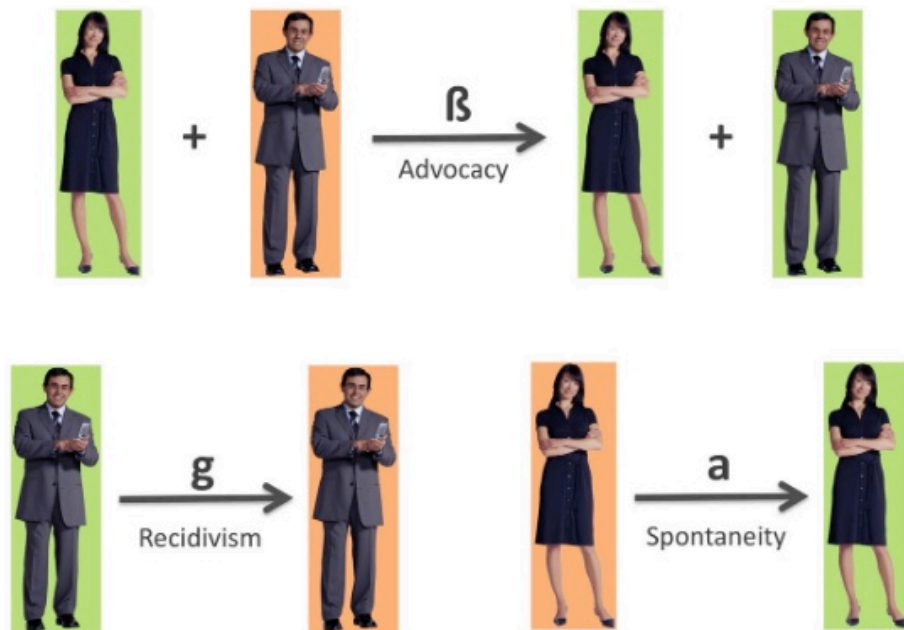 +
ß
Advocacy
+
g
Recidivism
a
Spontaneity